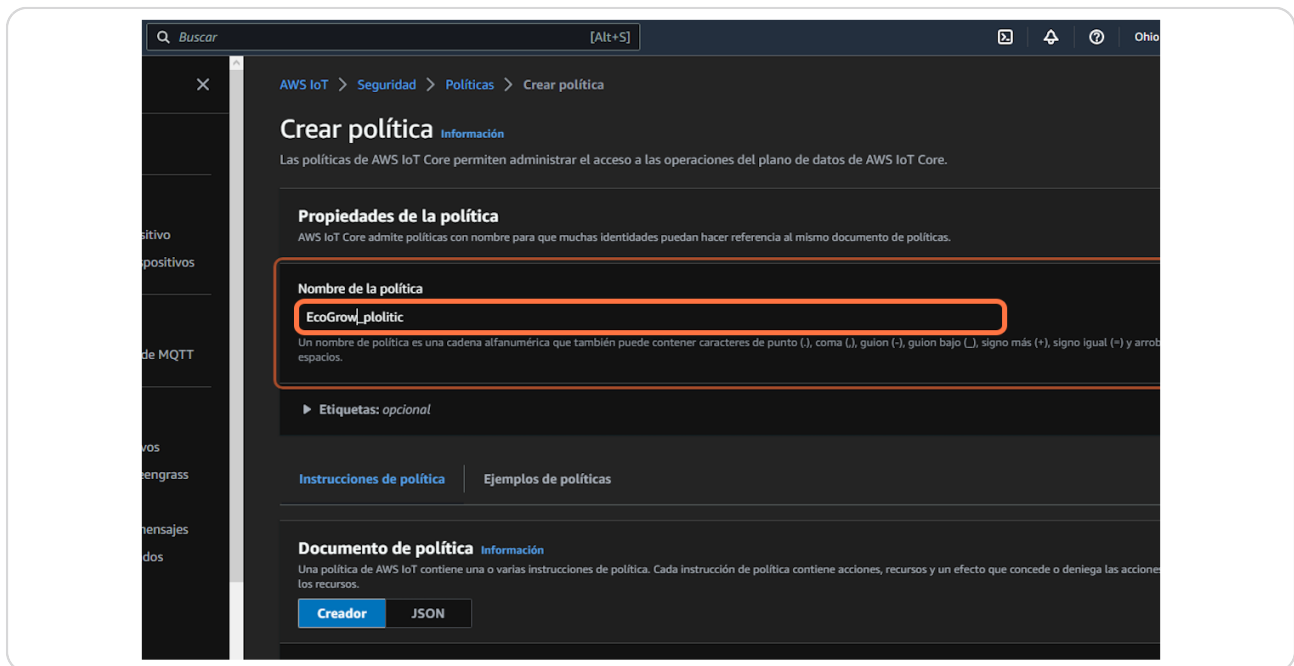 Buscar [Alt+S] Ohio
AWS IoT > Seguridad > Políticas > Crear política
Crear política Información
Las políticas de AWS IoT Core permiten administrar el acceso a las operaciones del plano de datos de AWS IoT Core.
Propiedades de la política
AWS IoT Core admite políticas con nombre para que muchas identidades puedan hacer referencia al mismo documento de políticas.
sitivo
spositivos
Nombre de la política
EcoGrow_plolitic
Un nombre de política es una cadena alfanumérica que también puede contener caracteres de punto (.), coma (,), guion (-), guion bajo (_), signo más (+), signo igual (=) y arrob
espacios.
de MQTT
Etiquetas: opcional
vos
eengrass
Instrucciones de política Ejemplos de políticas
nensajes
dos
Documento de política Información
Una política de AWS IoT contiene una o varias instrucciones de política. Cada instrucción de política contiene acciones, recursos y un efecto que concede o deniega las acciones
los recursos.
Creador JSON